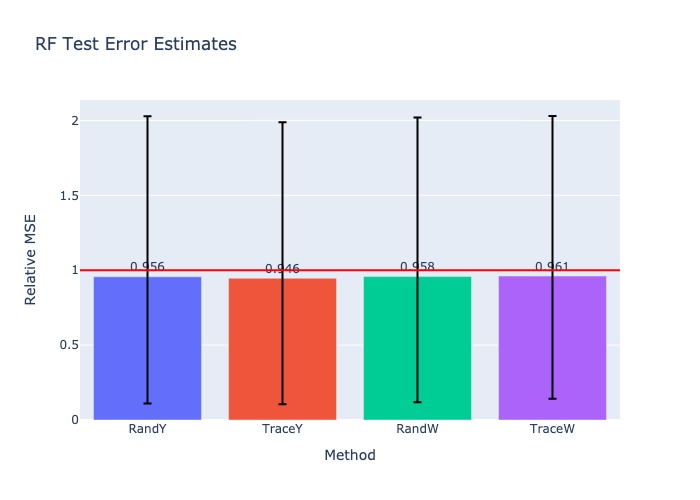 RF Test Error Estimates
Relative MSE
2
1.5
1
0.5
0
0.956
0.946
0.958
0.961
RandY
TraceY
RandW
TraceW
Method